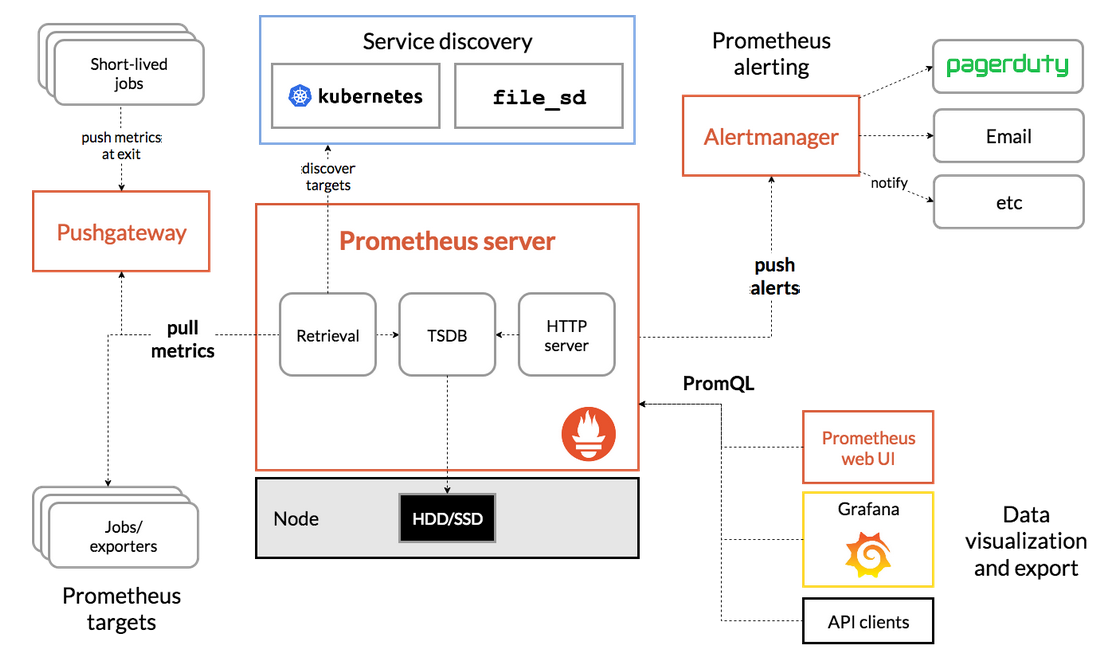 Short-lived
jobs
push metrics
at exit
Pushgateway
pull
metrics
Jobs/
exporters
Prometheus
targets
Service discovery
kubernetes
file_sd
discover
targets
Prometheus server
Retrieval
TSDB
HTTP
server
Node
HDD/SSD
Prometheus
alerting
Alertmanager
pagerduty
Email
etc
notify
push
alerts
PromQL
Prometheus
web UI
Grafana
API clients
Data
visualization
and export